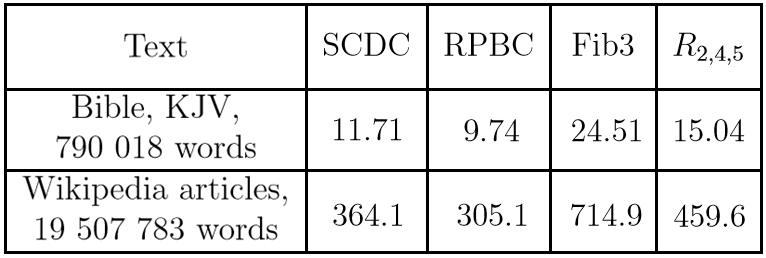 Text SCDC RPBC Fib3 R2,4,5
Bible, KJV,
790 018 words 11.71 9.74 24.51 15.04
Wikipedia articles,
19 507 783 words 364.1 305.1 714.9 459.6